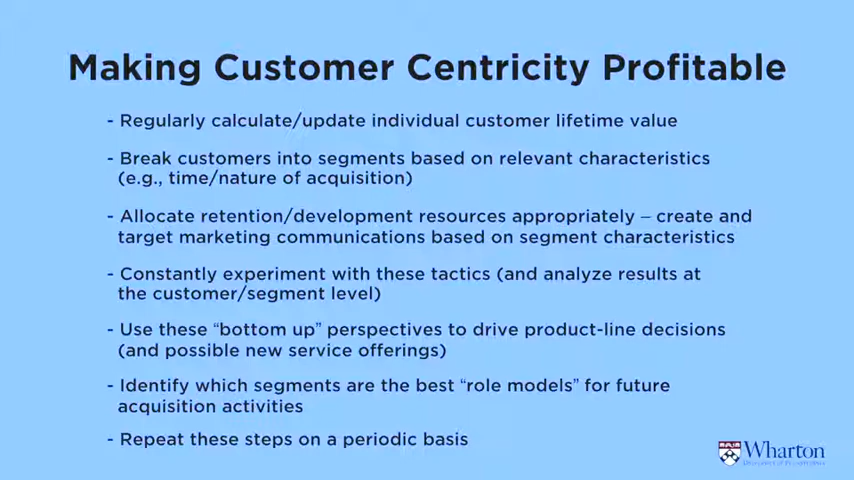 Making Customer Centricity Profitable
- Regularly calculate/update individual customer lifetime value
- Break customers into segments based on relevant characteristics
(e.g., time/nature of acquisition)
- Allocate retention/development resources appropriately – create and
target marketing communications based on segment characteristics
- Constantly experiment with these tactics (and analyze results at
the customer/segment level)
- Use these “bottom up” perspectives to drive product-line decisions
(and possible new service offerings)
- Identify which segments are the best “role models” for future
acquisition activities
- Repeat these steps on a periodic basis
Wharton
University of Pennsylvania